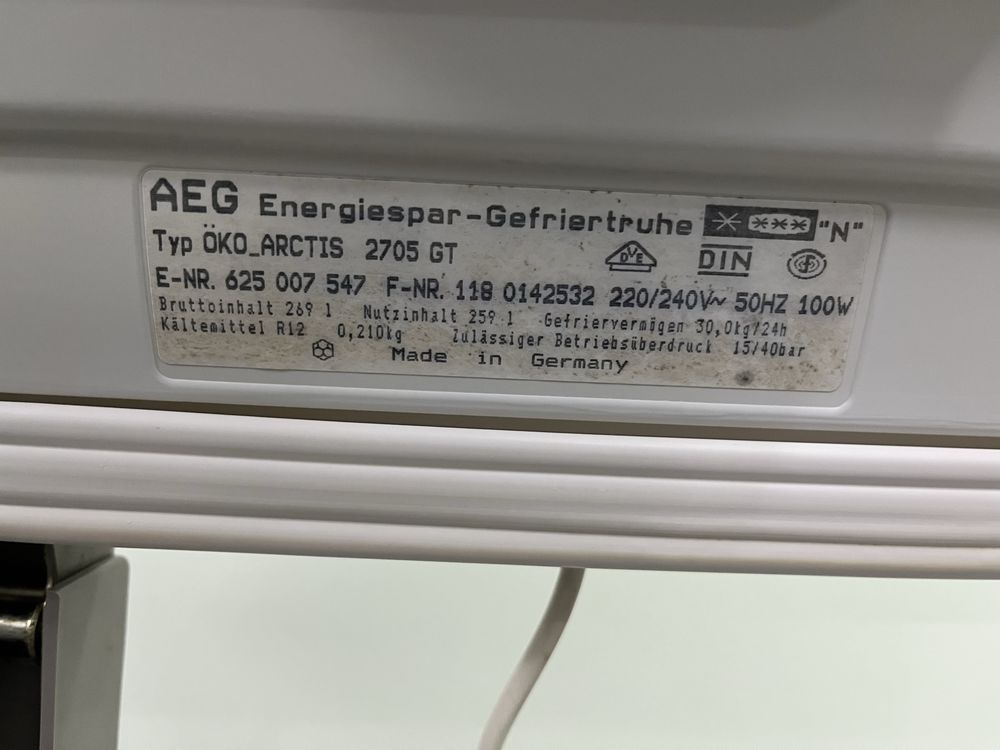 AEG Energiespar-Gefriertruhe "N"
Typ ÖKO_ARCTIS 2705 GT DVE DIN
E-NR. 625 007 547 F-NR. 118 0142532 220/240V~ 50HZ 100W
Bruttoinhalt 269 l Nutzinhalt 259 l Gefriervermögen 30,0kg/24h
Kältemittel R12 0,210kg Zulässiger Betriebsüberdruck 15/40bar
Made in Germany